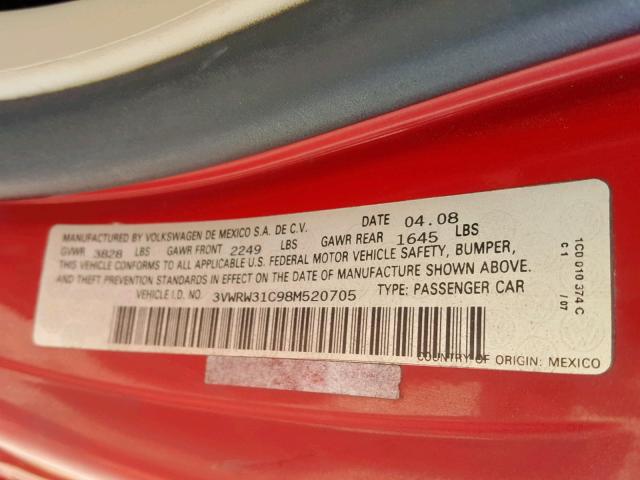 MANUFACTURED BY VOLKSWAGEN DE MEXICO S.A. DE C.V. DATE 04.08
GVWR 3828 LBS GAWR FRONT 2249 LBS GAWR REAR 1645 LBS
THIS VEHICLE CONFORMS TO ALL APPLICABLE U.S. FEDERAL MOTOR VEHICLE SAFETY, BUMPER,
AND THEFT PREVENTION STANDARDS IN EFFECT ON THE DATE OF MANUFACTURE SHOWN ABOVE.
VEHICLE I.D. NO. 3VWRW31C98M520705 TYPE: PASSENGER CAR
COUNTRY OF ORIGIN: MEXICO
1C0 010 374 C
C1 /07